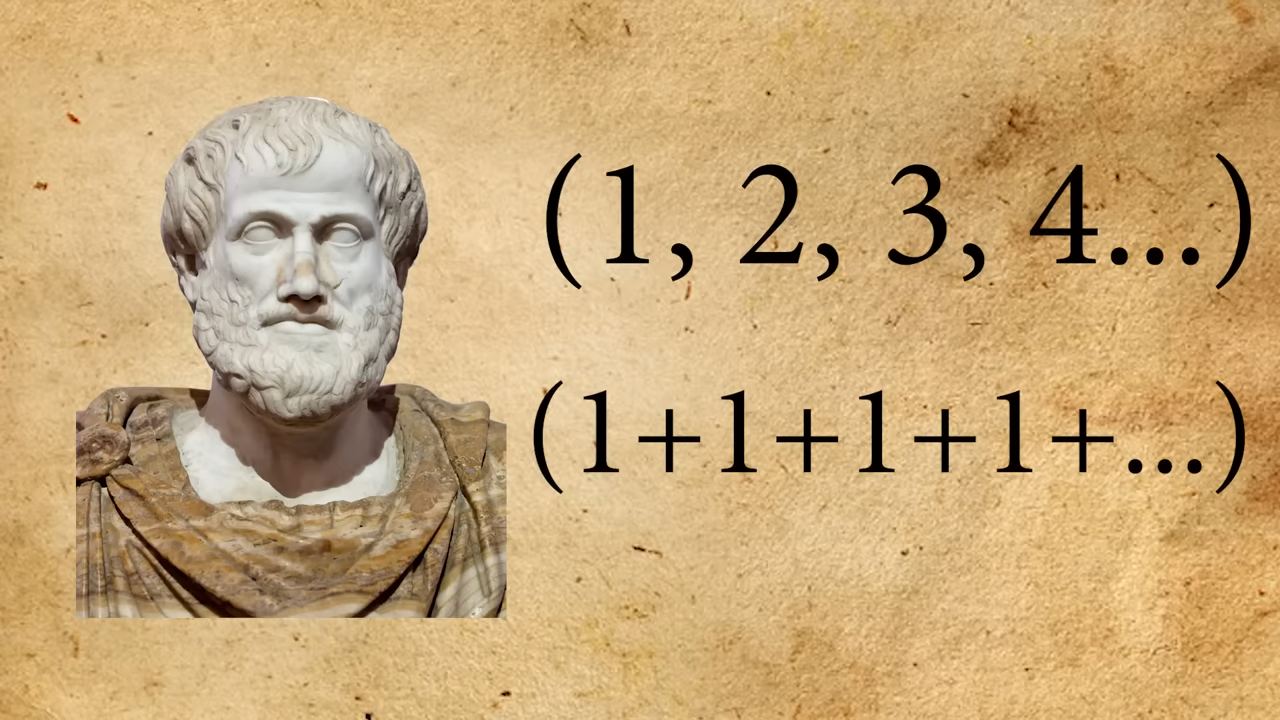 (1, 2, 3, 4...)
(1+1+1+1+...)